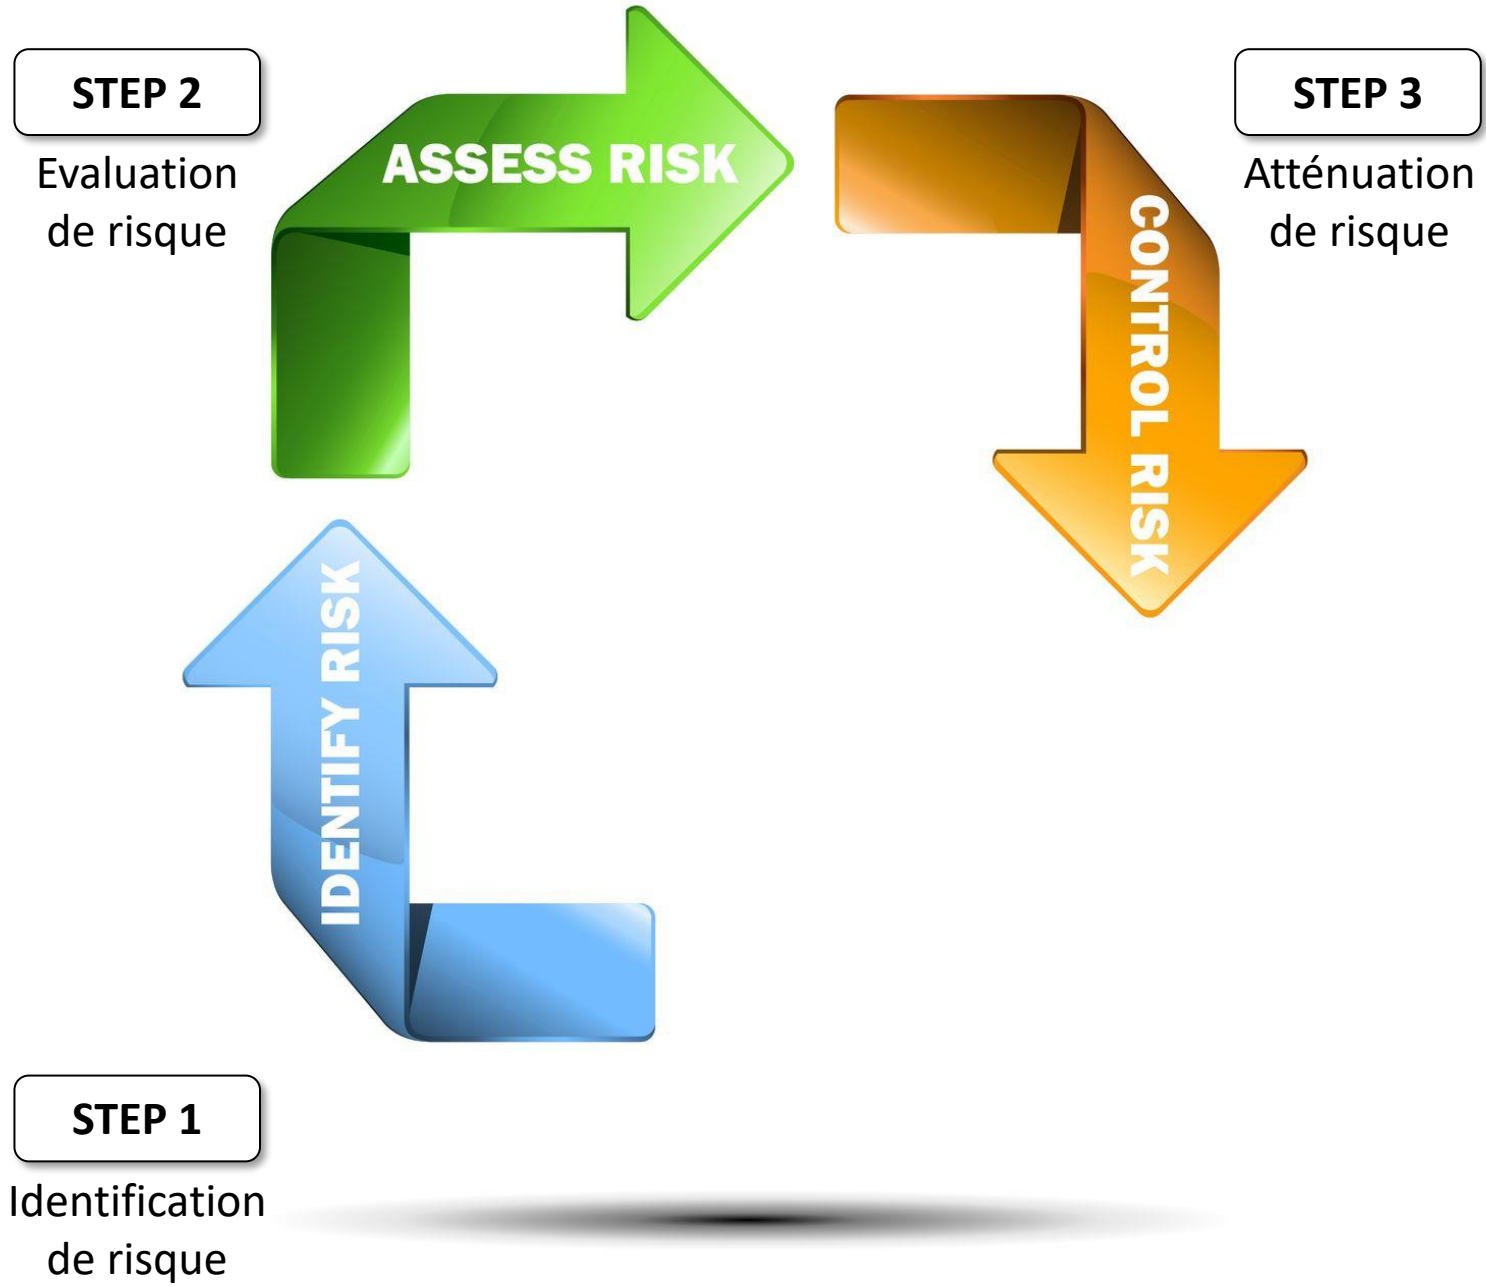 STEP 2
Evaluation
de risque
ASSESS RISK
STEP 3
Atténuation
de risque
CONTROL RISK
IDENTIFY RISK
STEP 1
Identification
de risque